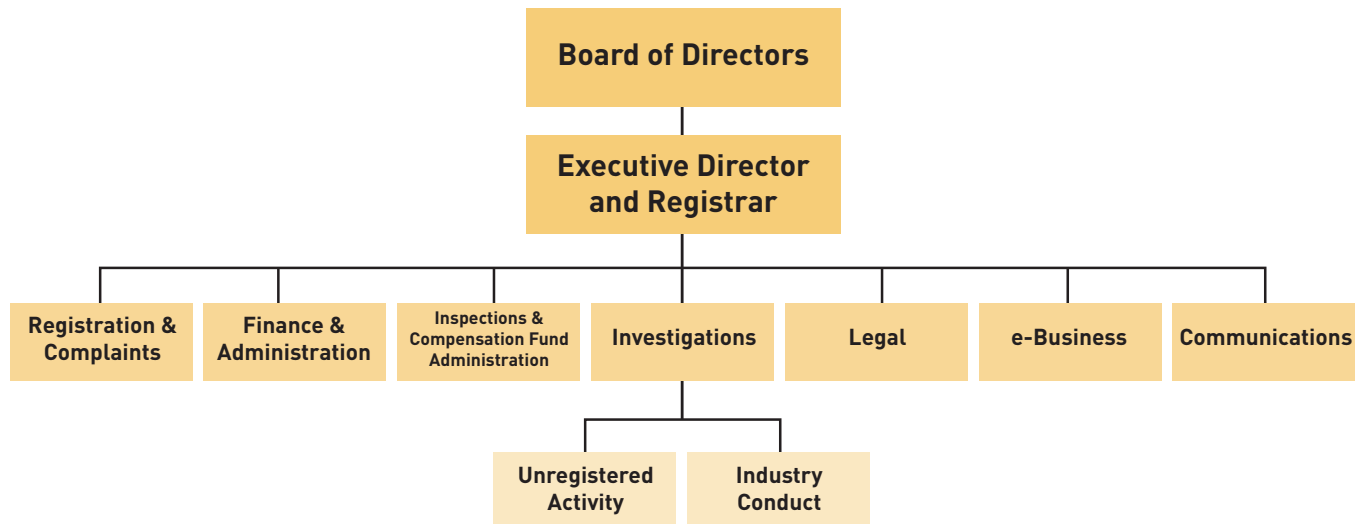 Board of Directors
Executive Director
and Registrar
Registration &
Complaints
Finance &
Administration
Inspections &
Compensation Fund
Administration
Investigations
Legal
e-Business
Communications
Unregistered
Activity
Industry
Conduct